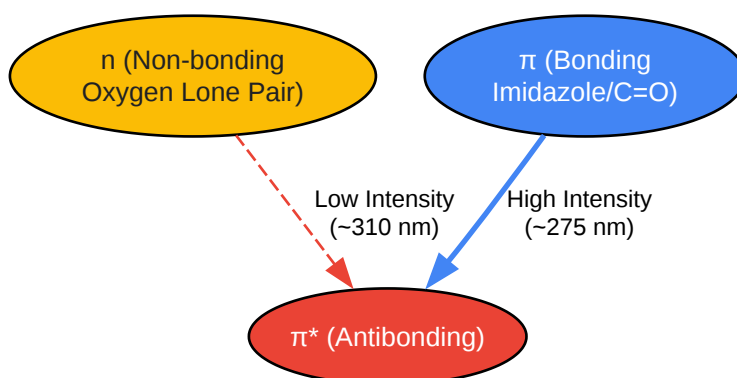 n (Non-bonding
Oxygen Lone Pair)
π (Bonding
Imidazole/C=O)
Low Intensity
(~310 nm)
High Intensity
(~275 nm)
π* (Antibonding)